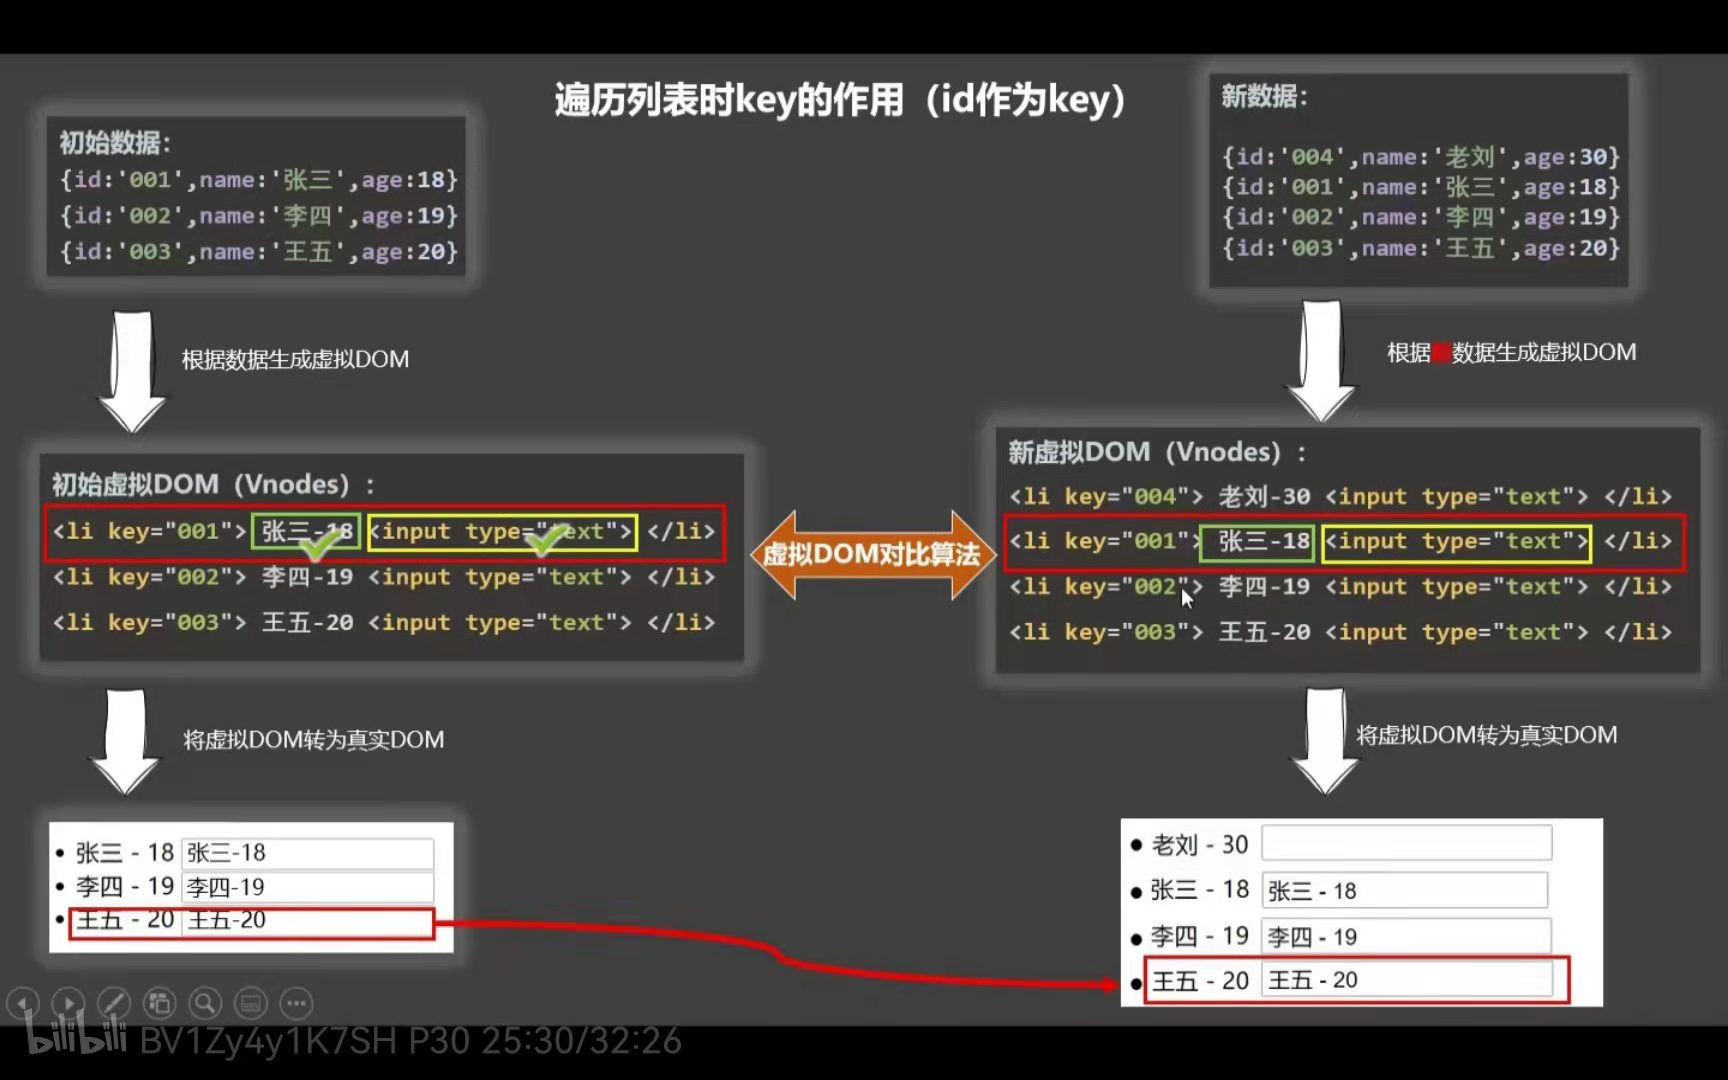 遍历列表时key的作用（id作为key）
初始数据：
{id:'001',name:'张三',age:18}
{id:'002',name:'李四',age:19}
{id:'003',name:'王五',age:20}
根据数据生成虚拟DOM
初始虚拟DOM（Vnodes）：
<li key="001"> 张三-18 <input type="text"> </li>
<li key="002"> 李四-19 <input type="text"> </li>
<li key="003"> 王五-20 <input type="text"> </li>
将虚拟DOM转为真实DOM
张三 - 18 张三-18
李四 - 19 李四-19
王五 - 20 王五-20
虚拟DOM对比算法
新数据：
{id:'004',name:'老刘',age:30}
{id:'001',name:'张三',age:18}
{id:'002',name:'李四',age:19}
{id:'003',name:'王五',age:20}
根据 数据生成虚拟DOM
新虚拟DOM（Vnodes）：
<li key="004"> 老刘-30 <input type="text"> </li>
<li key="001"> 张三-18 <input type="text"> </li>
<li key="002"> 李四-19 <input type="text"> </li>
<li key="003"> 王五-20 <input type="text"> </li>
将虚拟DOM转为真实DOM
老刘 - 30
张三 - 18 张三 - 18
李四 - 19 李四 - 19
王五 - 20 王五 - 20
bilibili BV1Zy4y1K7SH P30 25:30/32:26